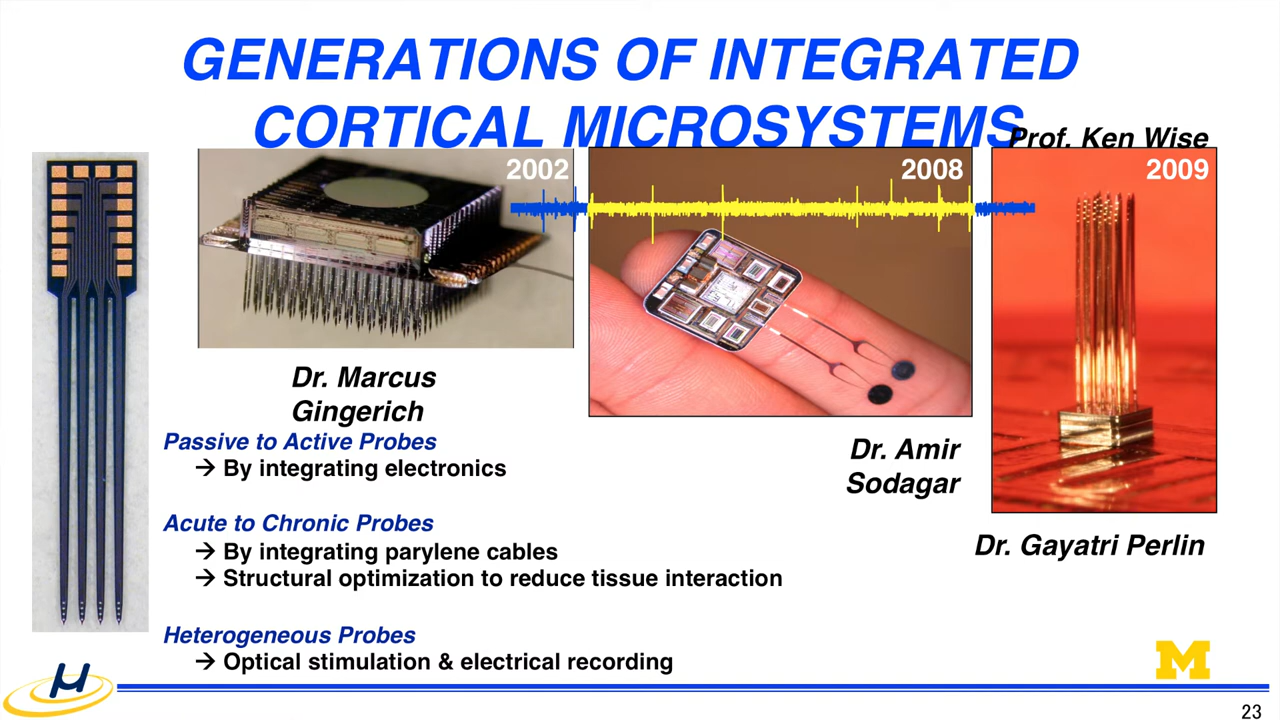 GENERATIONS OF INTEGRATED
CORTICAL MICROSYSTEMS
Prof. Ken Wise
2002
2008
2009
Dr. Marcus
Gingerich
Dr. Amir
Sodagar
Dr. Gayatri Perlin
Passive to Active Probes
→ By integrating electronics
Acute to Chronic Probes
→ By integrating parylene cables
→ Structural optimization to reduce tissue interaction
Heterogeneous Probes
→ Optical stimulation & electrical recording
μ
M
23